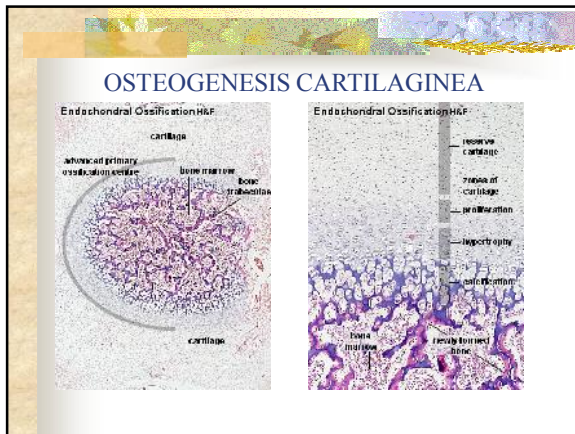 OSTEOGENESIS CARTILAGINEA
Endochondral Ossification H&E
cartilage
advanced primary
ossification centre
bone marrow
bone
trabeculae
cartilage
Endochondral Ossification H&E
reserve
cartilage
zones of
cartilage
proliferation
hypertrophy
calcification
bone
marrow
newly formed
bone